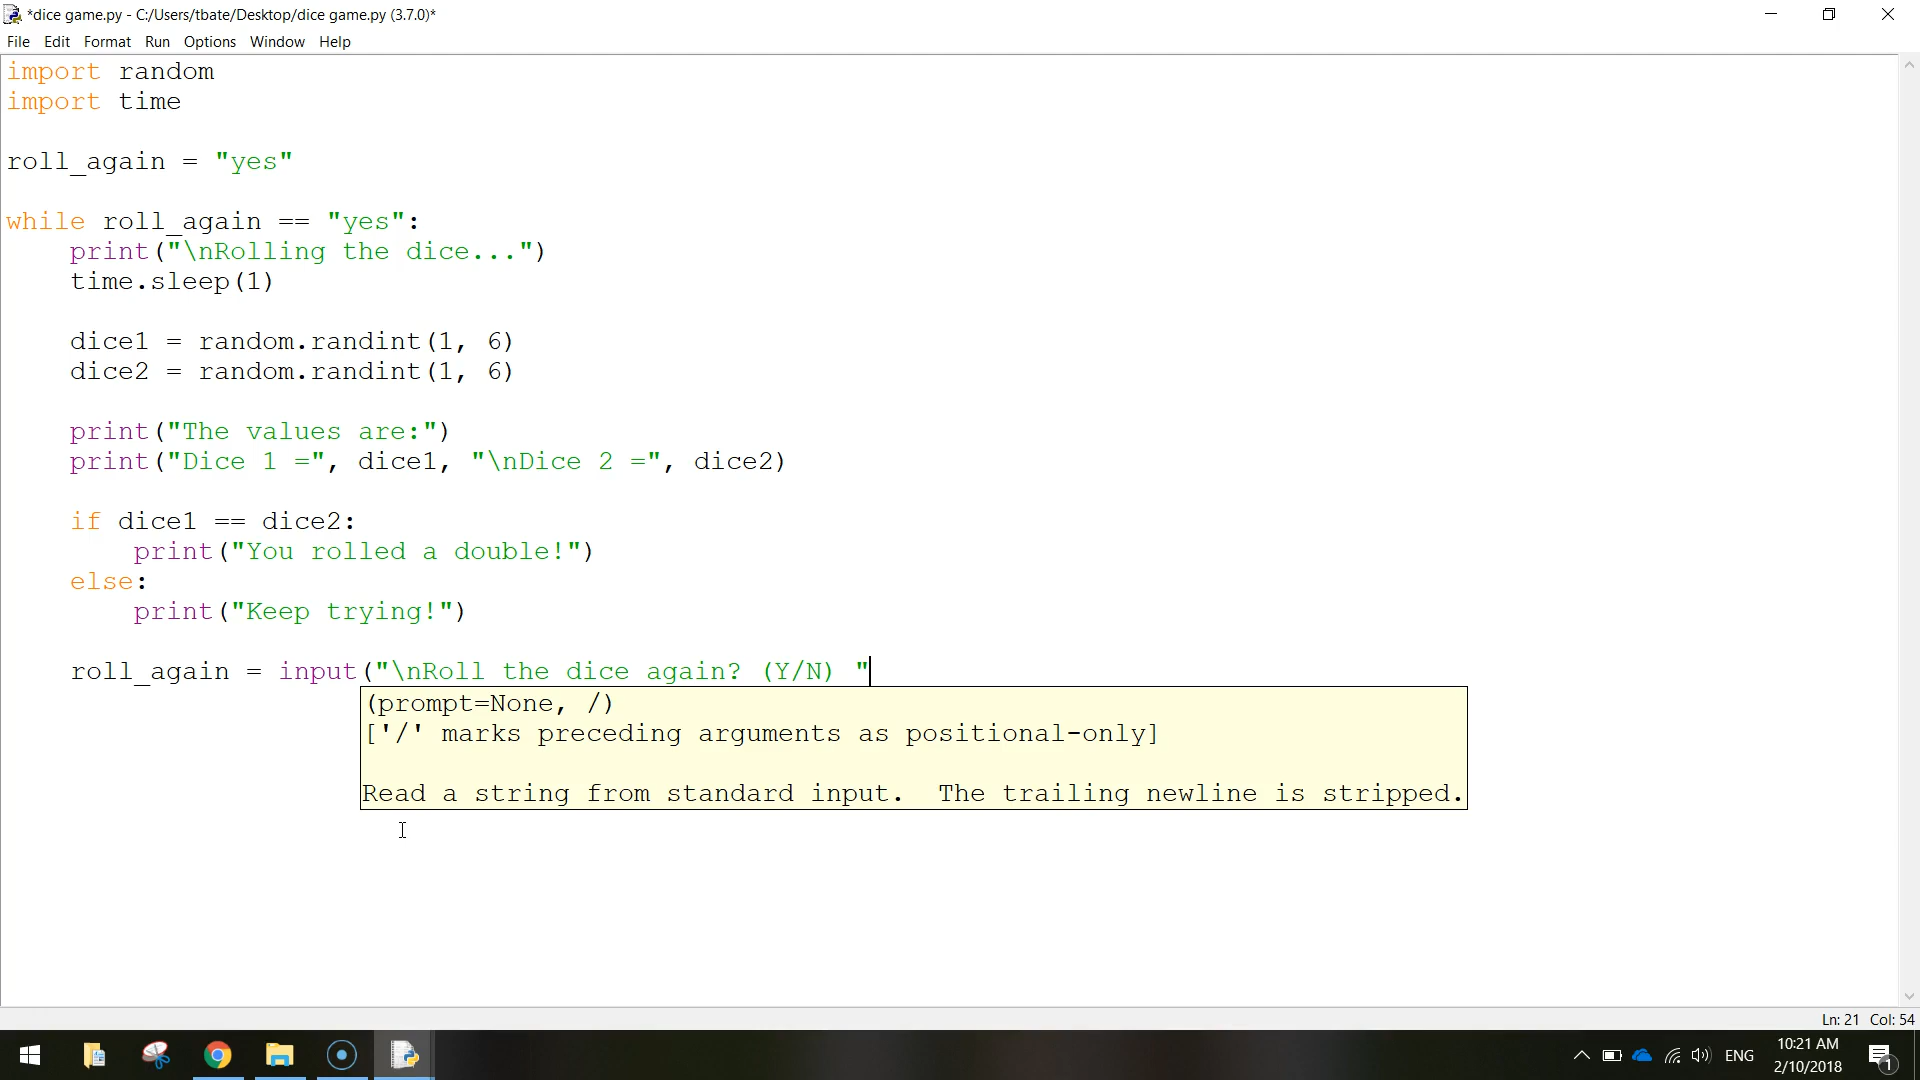 *dice game.py - C:/Users/tbate/Desktop/dice game.py (3.7.0)*
File Edit Format Run Options Window Help
import random
import time
roll_again = "yes"
while roll_again == "yes":
    print("\nRolling the dice...")
    time.sleep(1)
    dice1 = random.randint(1, 6)
    dice2 = random.randint(1, 6)
    print("The values are:")
    print("Dice 1 =", dice1, "\nDice 2 =", dice2)
    if dice1 == dice2:
        print("You rolled a double!")
    else:
        print("Keep trying!")
    roll_again = input("\nRoll the dice again? (Y/N) "
(prompt=None, /)
['/' marks preceding arguments as positional-only]
Read a string from standard input.  The trailing newline is stripped.
Ln: 21 Col: 54
ENG
10:21 AM
2/10/2018
1